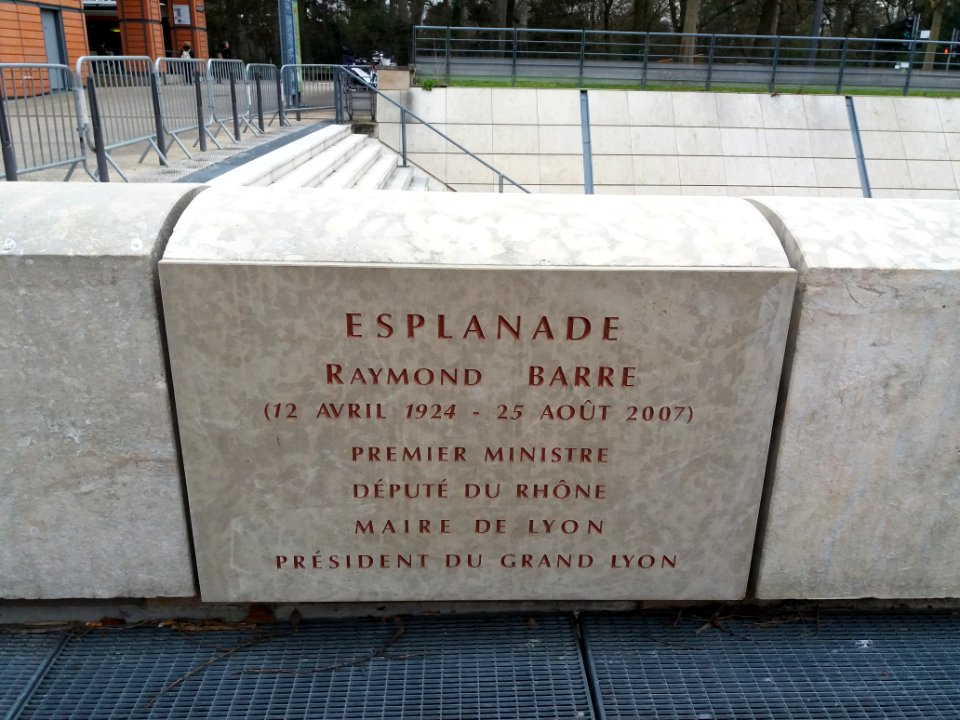 ESPLANADE
RAYMOND BARRE
(12 AVRIL 1924 - 25 AOÛT 2007)
PREMIER MINISTRE
DÉPUTÉ DU RHÔNE
MAIRE DE LYON
PRÉSIDENT DU GRAND LYON